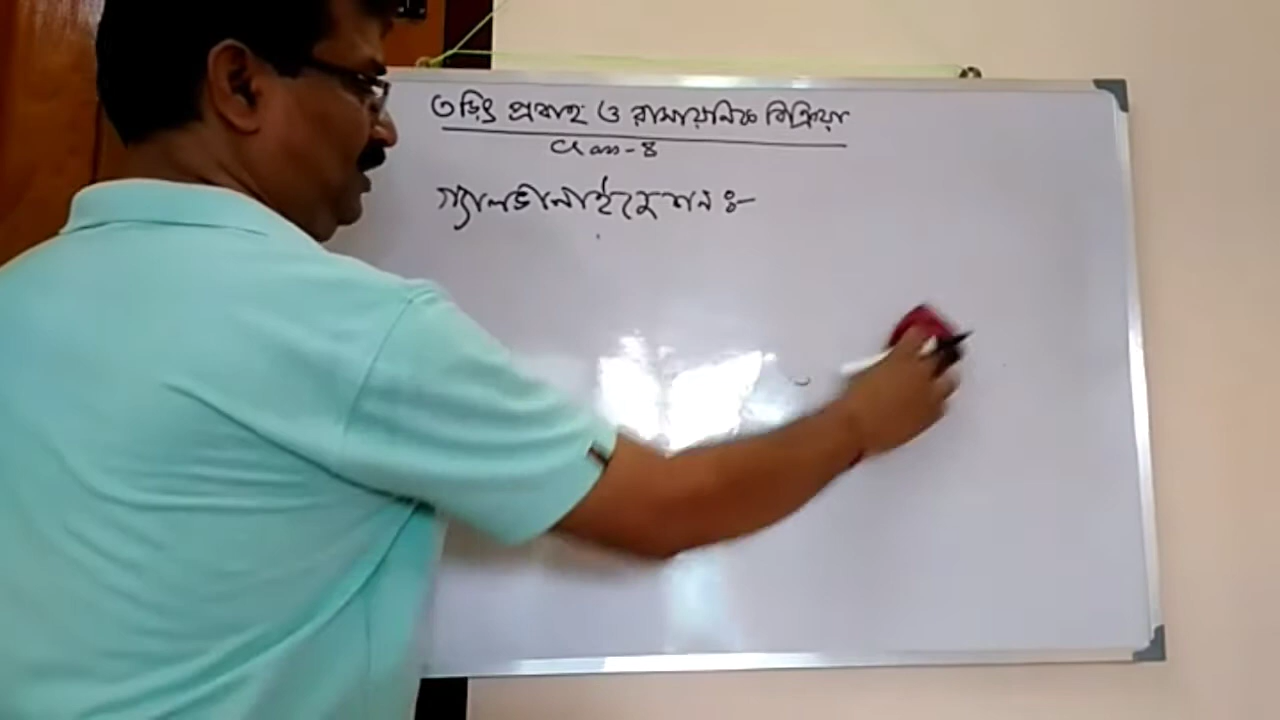 তড়িৎ প্রবাহ ও রাসায়নিক বিক্রিয়া
Class - 8
গ্যালভানাইজেশন ঃ-